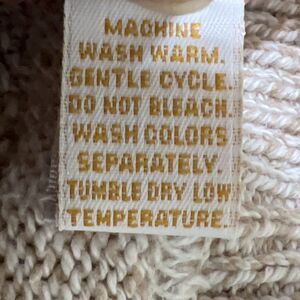 MACHINE
WASH WARM.
GENTLE CYCLE.
DO NOT BLEACH.
WASH COLORS
SEPARATELY.
TUMBLE DRY LOW
TEMPERATURE.